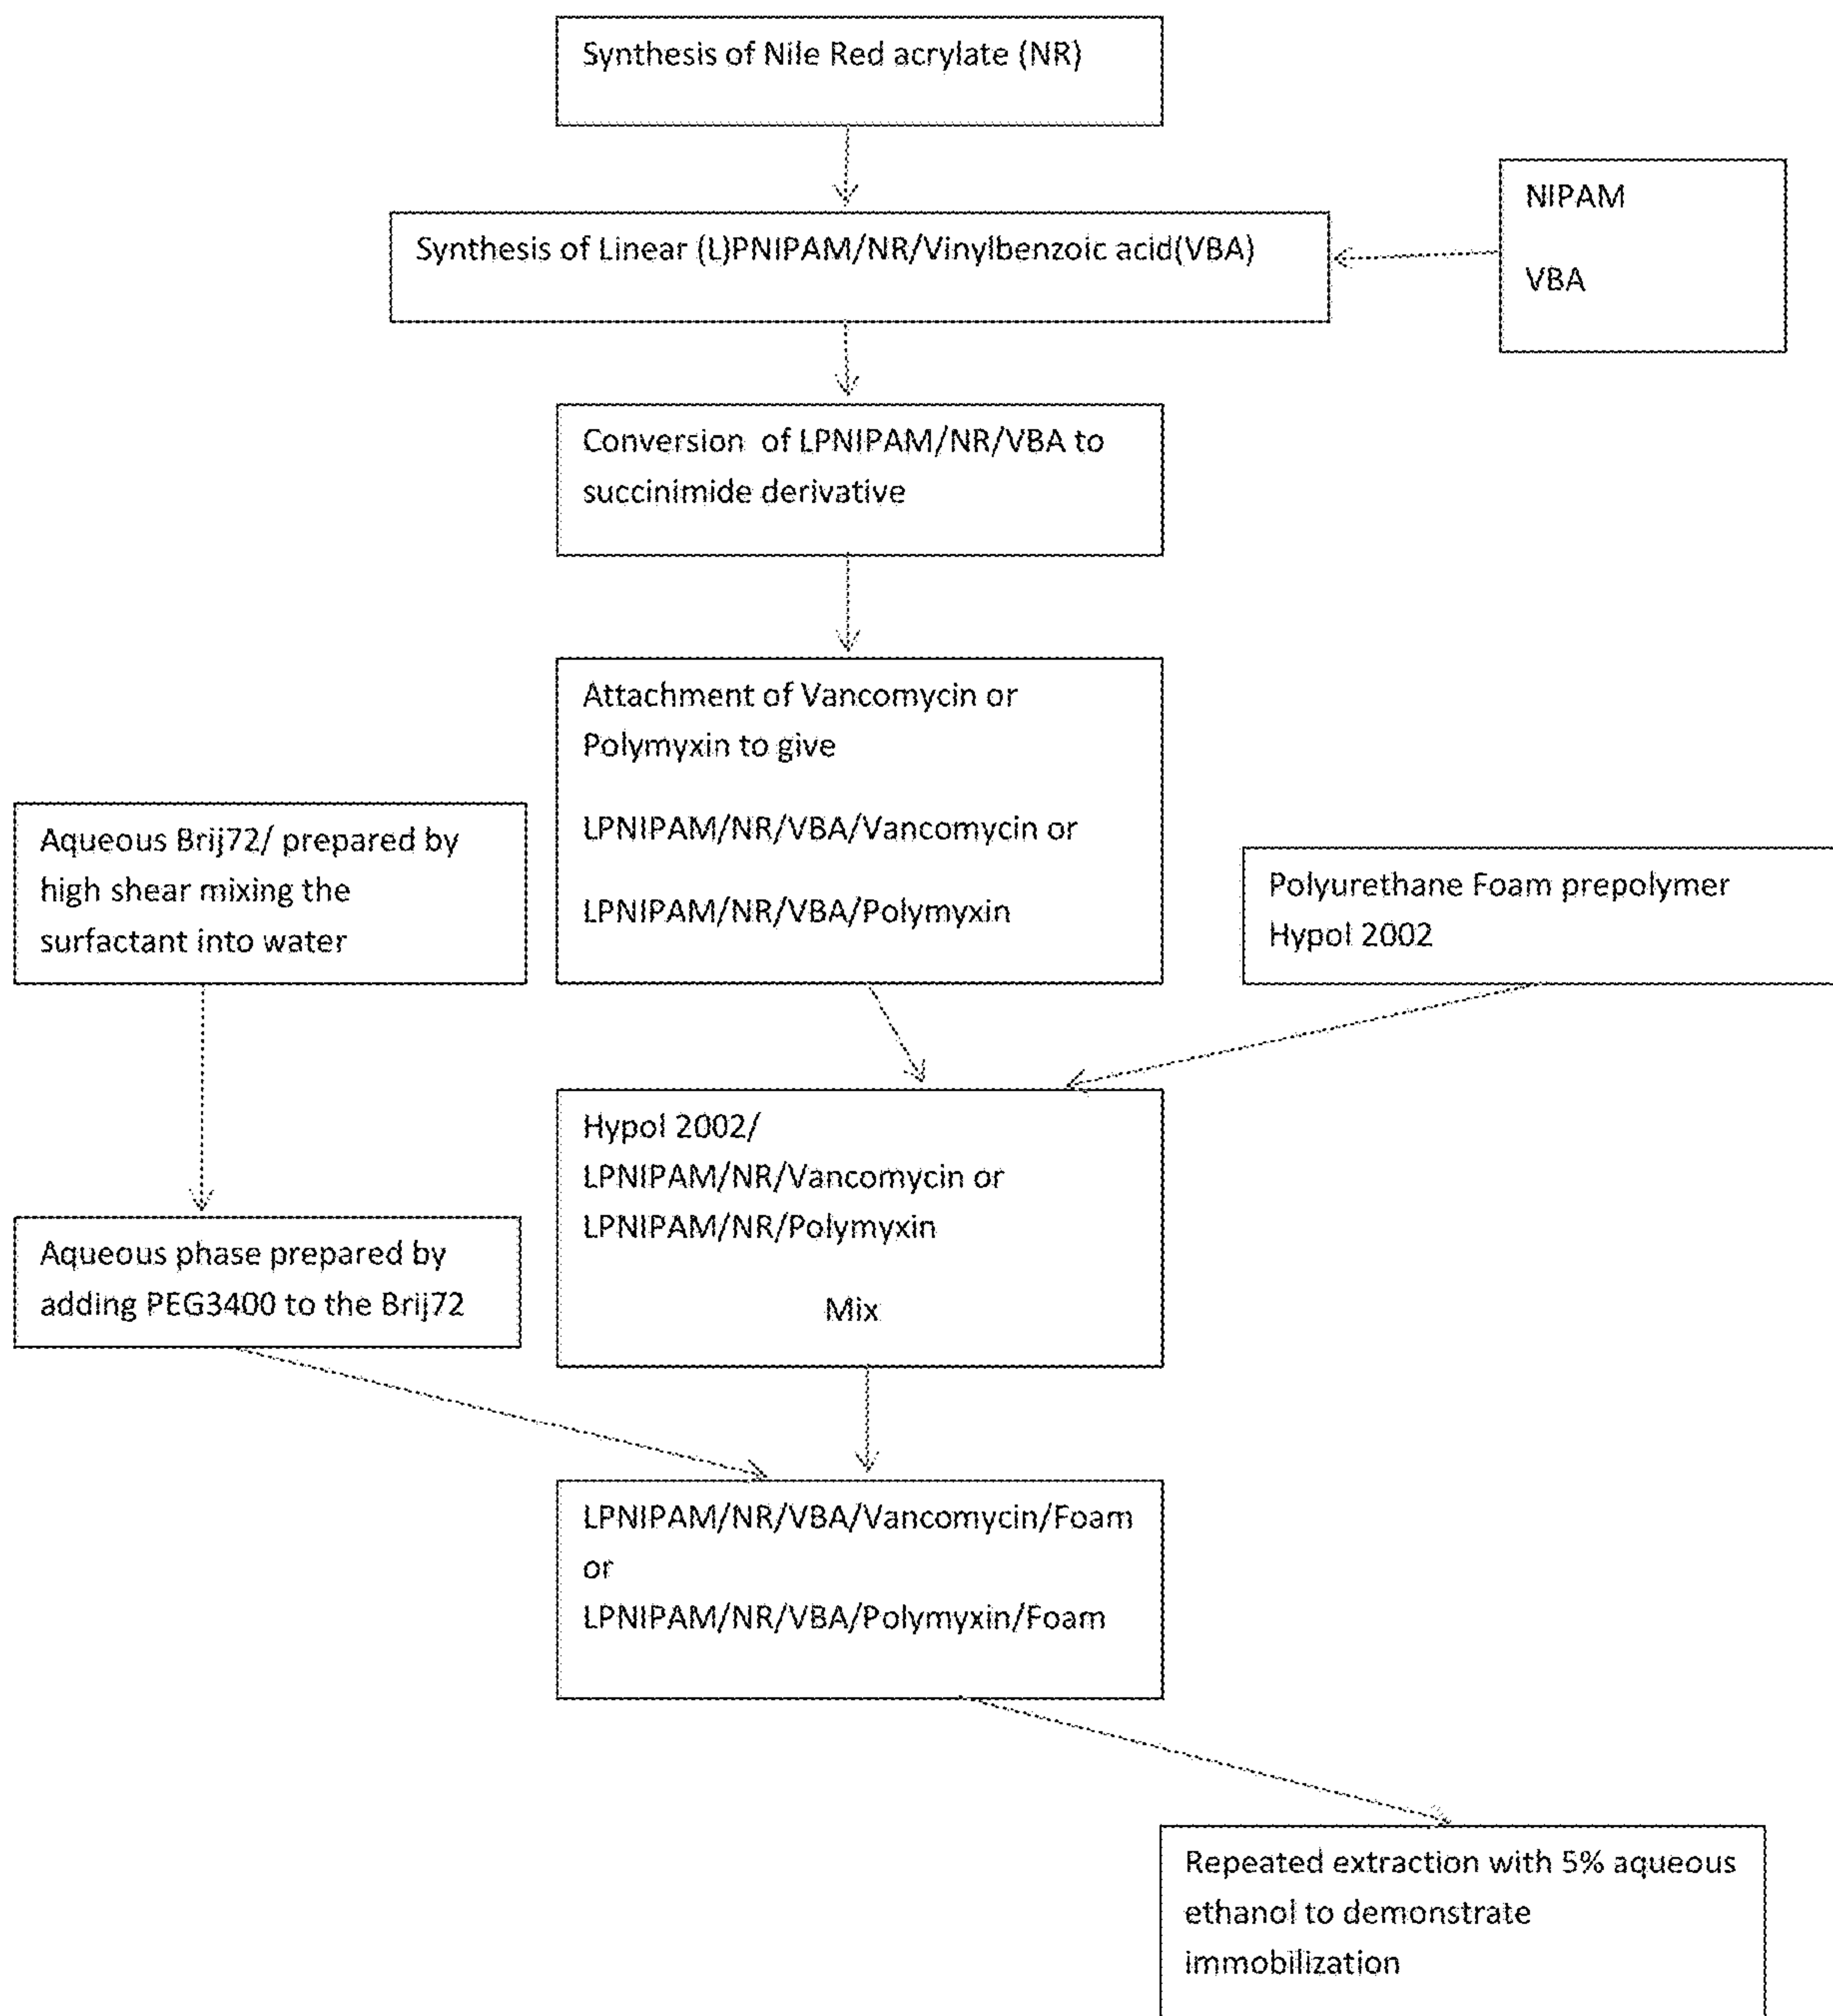 Synthesis of Nile Red acrylate (NR)
NIPAM
VBA
Synthesis of Linear (L)PNIPAM/NR/Vinylbenzoic acid(VBA)
Conversion of LPNIPAM/NR/VBA to
succinimide derivative
Attachment of Vancomycin or
Polymyxin to give
LPNIPAM/NR/VBA/Vancomycin or
LPNIPAM/NR/VBA/Polymyxin
Aqueous Brij72/ prepared by
high shear mixing the
surfactant into water
Polyurethane Foam prepolymer
Hypol 2002
Hypol 2002/
LPNIPAM/NR/Vancomycin or
LPNIPAM/NR/Polymyxin
Mix
Aqueous phase prepared by
adding PEG3400 to the Brij72
LPNIPAM/NR/VBA/Vancomycin/Foam
or
LPNIPAM/NR/VBA/Polymyxin/Foam
Repeated extraction with 5% aqueous
ethanol to demonstrate
immobilization